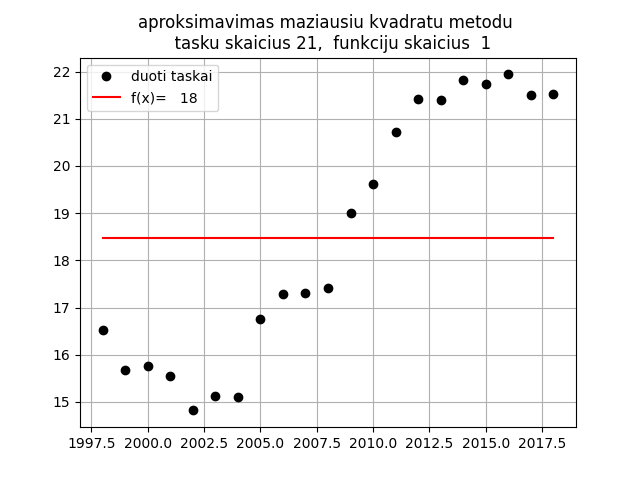 aproksimavimas maziausiu kvadratu metodu
tasku skaicius 21,  funkciju skaicius  1
duoti taskai
f(x)=   18
22
21
20
19
18
17
16
15
1997.5 2000.0 2002.5 2005.0 2007.5 2010.0 2012.5 2015.0 2017.5